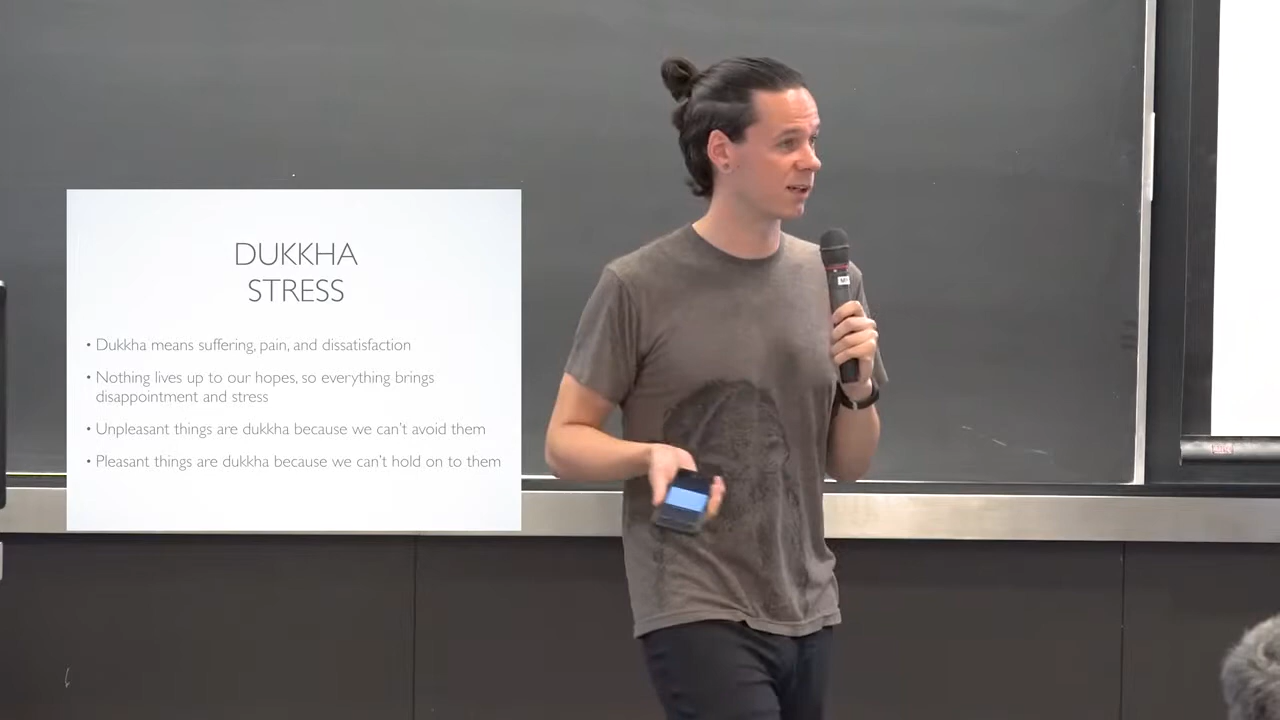 DUKKHA
STRESS
• Dukkha means suffering, pain, and dissatisfaction
• Nothing lives up to our hopes, so everything brings
disappointment and stress
• Unpleasant things are dukkha because we can't avoid them
• Pleasant things are dukkha because we can't hold on to them